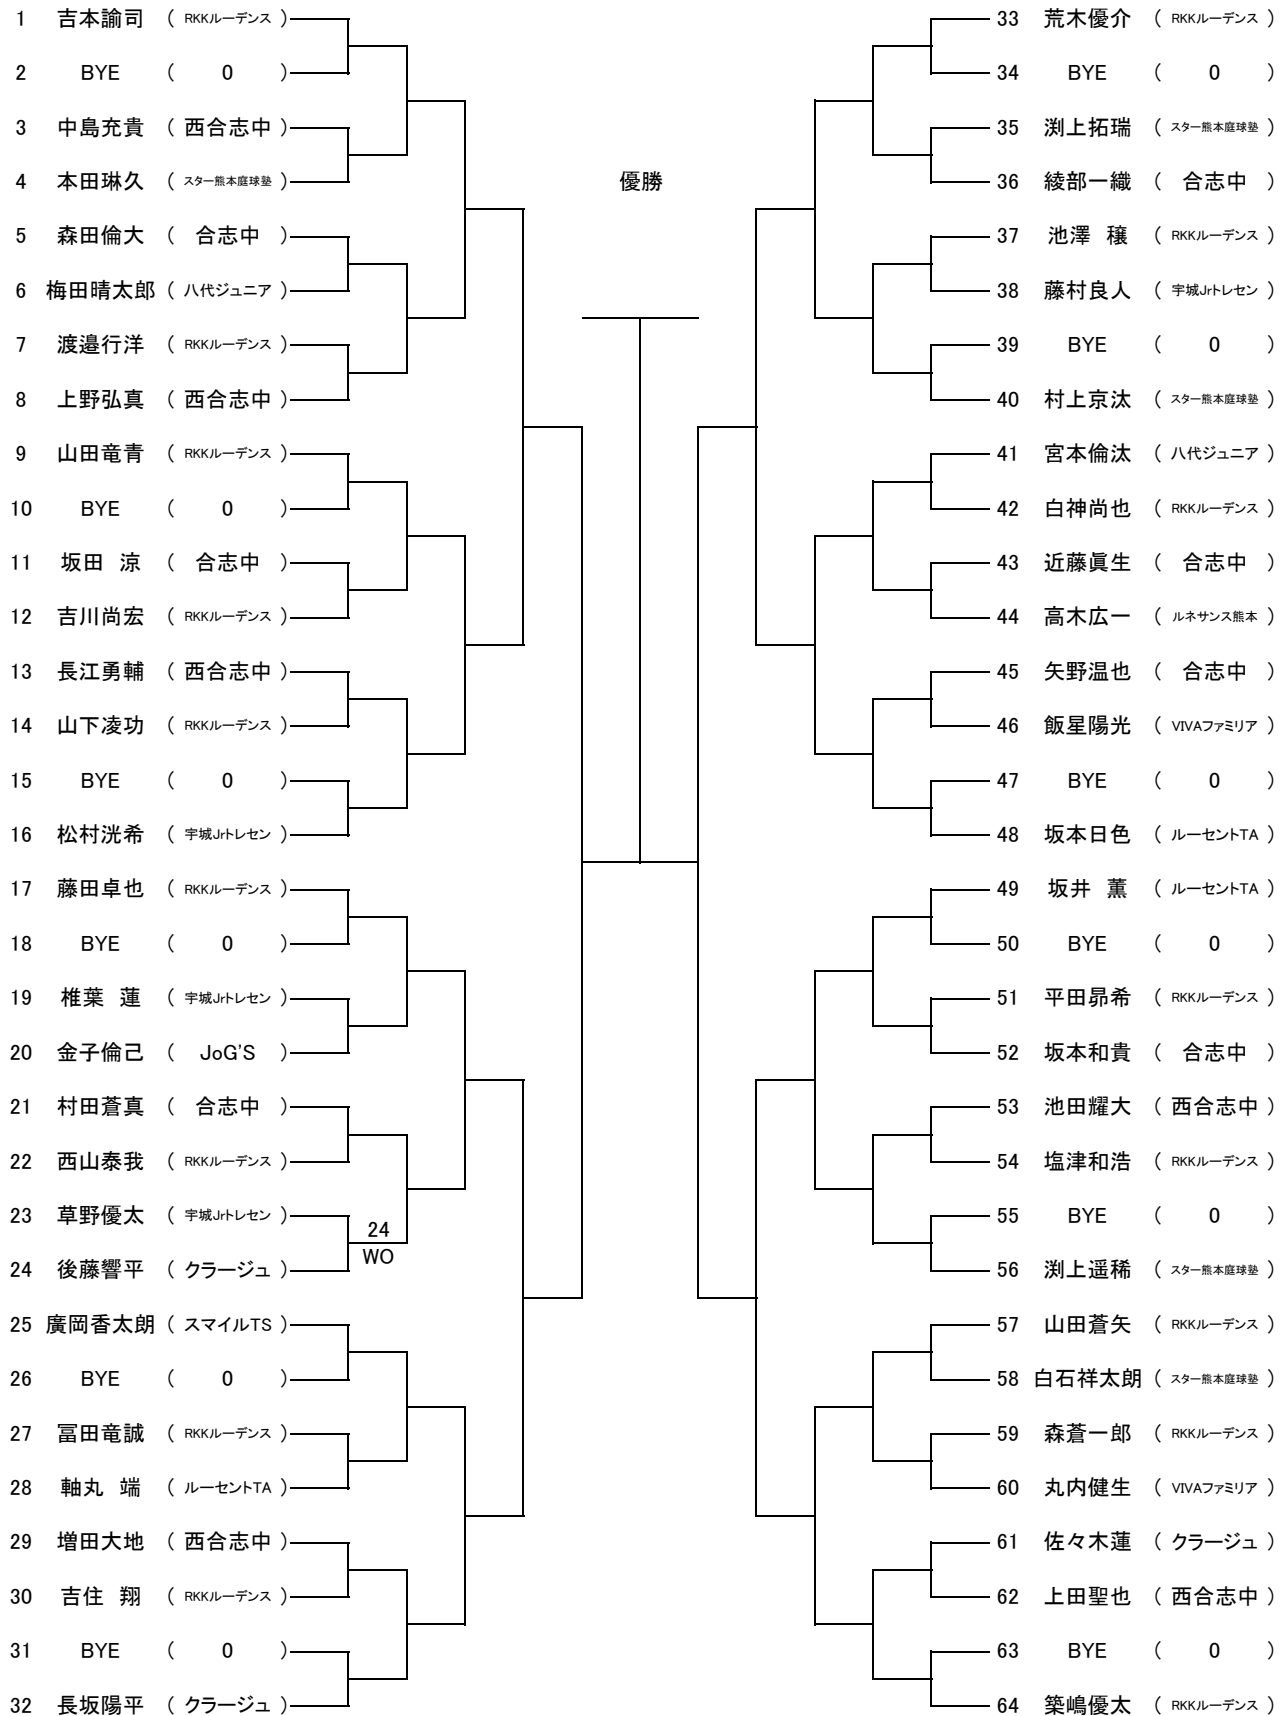 1 吉本諭司 ( RKKルーデンス )
2 BYE ( 0 )
3 中島充貴 ( 西合志中 )
4 本田琳久 ( スター熊本庭球塾 )
5 森田倫大 ( 合志中 )
6 梅田晴太郎 ( 八代ジュニア )
7 渡邉行洋 ( RKKルーデンス )
8 上野弘真 ( 西合志中 )
9 山田竜青 ( RKKルーデンス )
10 BYE ( 0 )
11 坂田 涼 ( 合志中 )
12 吉川尚宏 ( RKKルーデンス )
13 長江勇輔 ( 西合志中 )
14 山下凌功 ( RKKルーデンス )
15 BYE ( 0 )
16 松村洸希 ( 宇城Jrトレセン )
17 藤田卓也 ( RKKルーデンス )
18 BYE ( 0 )
19 椎葉 蓮 ( 宇城Jrトレセン )
20 金子倫己 ( JoG'S )
21 村田蒼真 ( 合志中 )
22 西山泰我 ( RKKルーデンス )
23 草野優太 ( 宇城Jrトレセン )
24
WO
24 後藤響平 ( クラージュ )
25 廣岡香太朗 ( スマイルTS )
26 BYE ( 0 )
27 冨田竜誠 ( RKKルーデンス )
28 軸丸 端 ( ルーセントTA )
29 増田大地 ( 西合志中 )
30 吉住 翔 ( RKKルーデンス )
31 BYE ( 0 )
32 長坂陽平 ( クラージュ )
優勝
33 荒木優介 ( RKKルーデンス )
34 BYE ( 0 )
35 渕上拓瑞 ( スター熊本庭球塾 )
36 綾部一織 ( 合志中 )
37 池澤 穣 ( RKKルーデンス )
38 藤村良人 ( 宇城Jrトレセン )
39 BYE ( 0 )
40 村上京汰 ( スター熊本庭球塾 )
41 宮本倫汰 ( 八代ジュニア )
42 白神尚也 ( RKKルーデンス )
43 近藤眞生 ( 合志中 )
44 高木広一 ( ルネサンス熊本 )
45 矢野温也 ( 合志中 )
46 飯星陽光 ( VIVAファミリア )
47 BYE ( 0 )
48 坂本日色 ( ルーセントTA )
49 坂井 薫 ( ルーセントTA )
50 BYE ( 0 )
51 平田昴希 ( RKKルーデンス )
52 坂本和貴 ( 合志中 )
53 池田耀大 ( 西合志中 )
54 塩津和浩 ( RKKルーデンス )
55 BYE ( 0 )
56 渕上遥稀 ( スター熊本庭球塾 )
57 山田蒼矢 ( RKKルーデンス )
58 白石祥太朗 ( スター熊本庭球塾 )
59 森蒼一郎 ( RKKルーデンス )
60 丸内健生 ( VIVAファミリア )
61 佐々木蓮 ( クラージュ )
62 上田聖也 ( 西合志中 )
63 BYE ( 0 )
64 築嶋優太 ( RKKルーデンス )